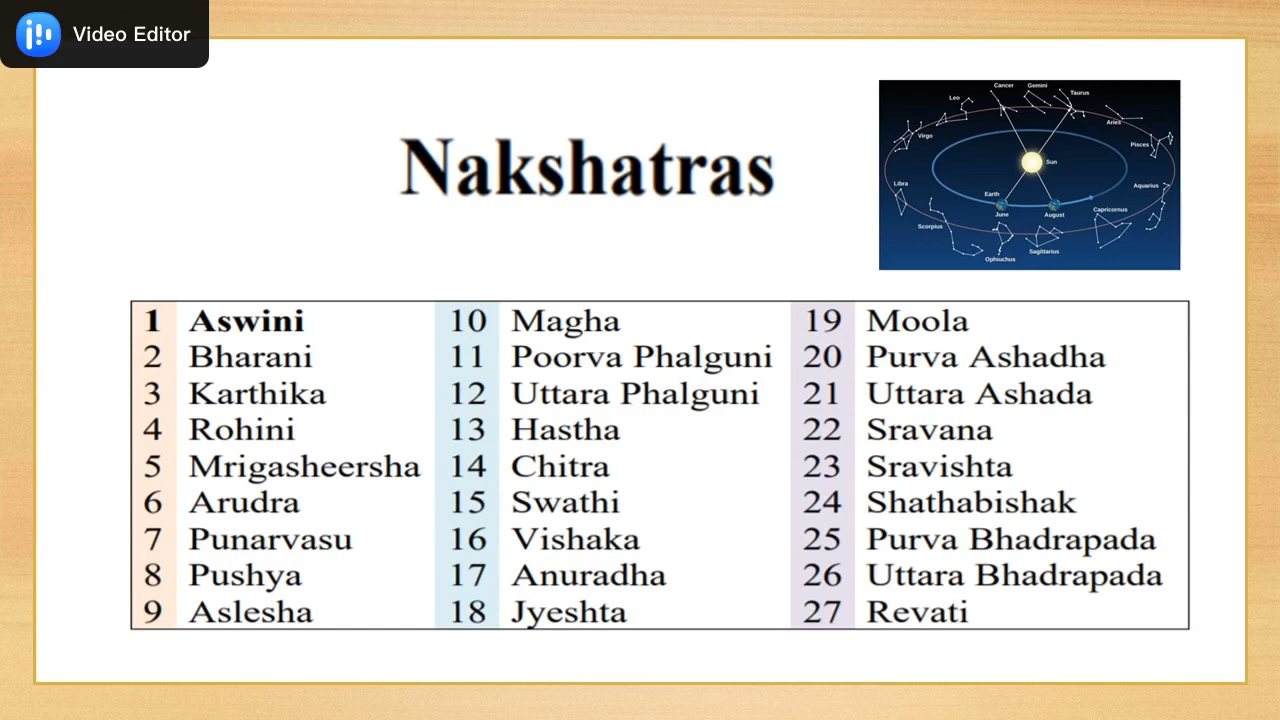 Video Editor
Nakshatras
Cancer Gemini
Taurus
Leo
Aries
Virgo
Pisces
Sun
Libra
Aquarius
Earth
Capricornus
June August
Scorpius
Sagittarius
Ophiuchus
1 Aswini 10 Magha 19 Moola
2 Bharani 11 Poorva Phalguni 20 Purva Ashadha
3 Karthika 12 Uttara Phalguni 21 Uttara Ashada
4 Rohini 13 Hastha 22 Sravana
5 Mrigasheersha 14 Chitra 23 Sravishta
6 Arudra 15 Swathi 24 Shathabishak
7 Punarvasu 16 Vishaka 25 Purva Bhadrapada
8 Pushya 17 Anuradha 26 Uttara Bhadrapada
9 Aslesha 18 Jyeshta 27 Revati